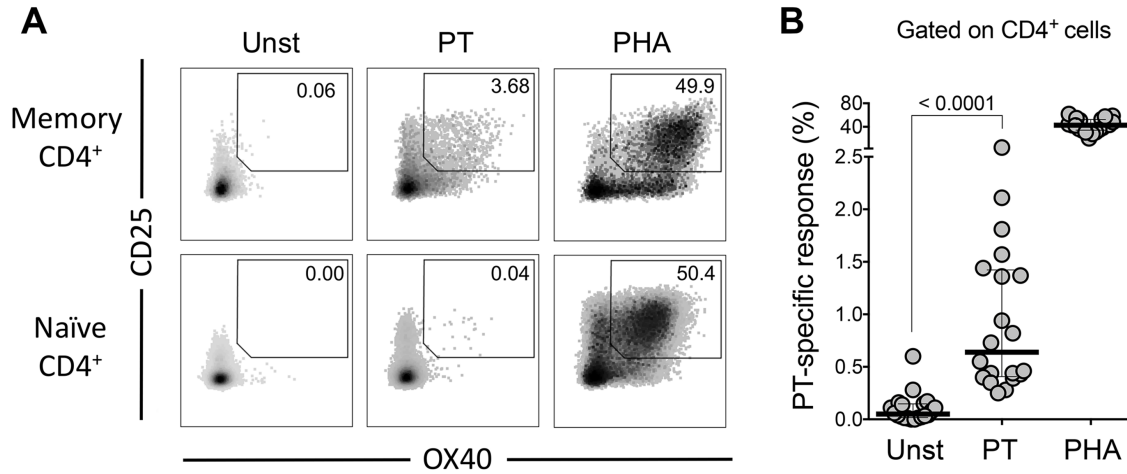 A
Unst
PT
PHA
Memory
CD4+
Naïve
CD4+
CD25
0.06
3.68
49.9
0.00
0.04
50.4
OX40
B
Gated on CD4+ cells
PT-specific response (%)
< 0.0001
80
40
2.5
2.0
1.5
1.0
0.5
0.0
Unst
PT
PHA